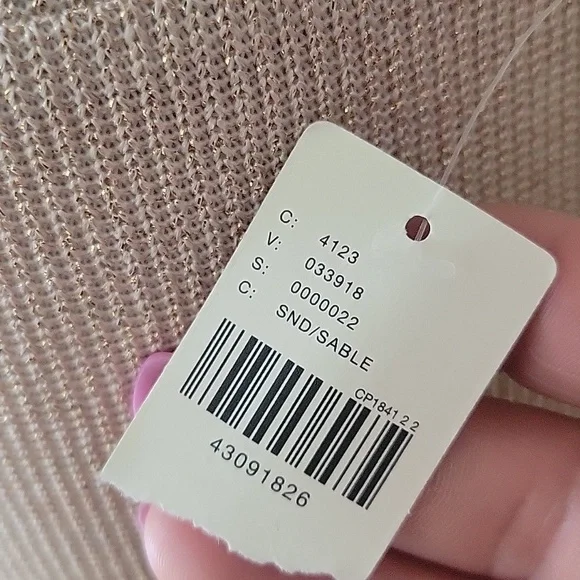 C: 4123
V: 033918
S: 0000022
C: SND/SABLE
CP1841 2 2
43091826